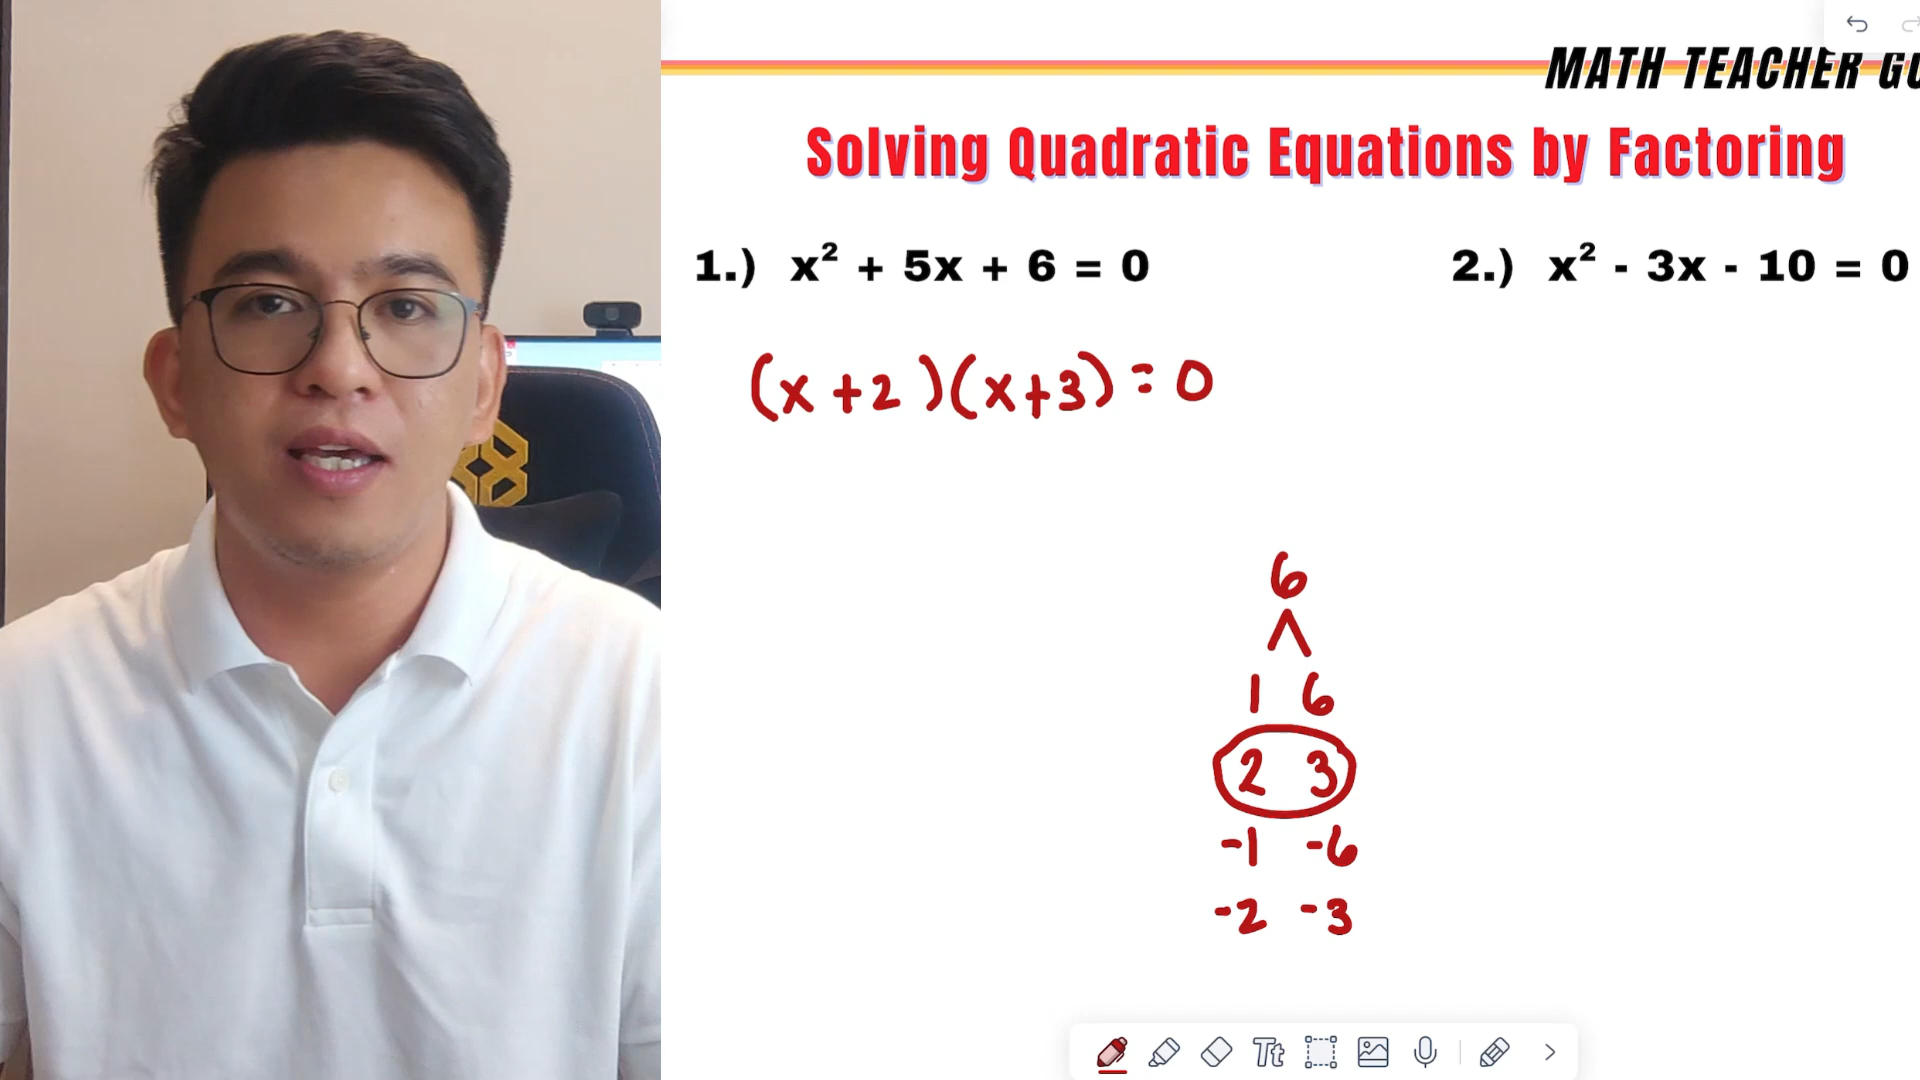 MATH TEACHER
Solving Quadratic Equations by Factoring
1.) x² + 5x + 6 = 0
2.) x² - 3x - 10 = 0
(x + 2)(x + 3) = 0
6
1 6
2 3
-1 -6
-2 -3
Tt